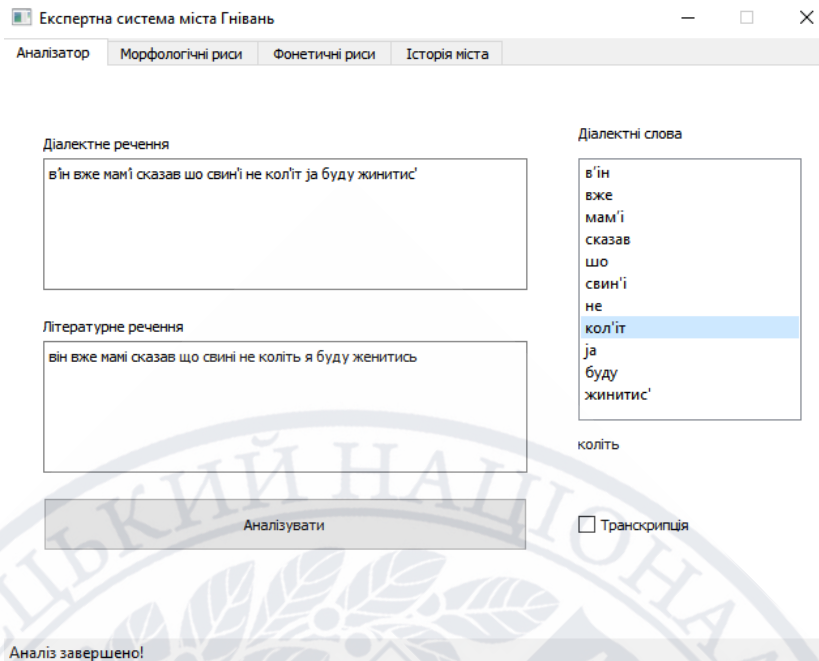 Експертна система міста Гнівань
Аналізатор Морфологічні риси Фонетичні риси Історія міста
Діалектне речення
в'ін вже мам'і сказав шо свин'і не кол'іт ја буду жинитис'
Літературне речення
він вже мамі сказав що свині не коліть я буду женитись
Аналізувати
Діалектні слова
в'ін
вже
мам'і
сказав
шо
свин'і
не
кол'іт
ја
буду
жинитис'
коліть
Транскрипція
Аналіз завершено!
НАЦІОНА